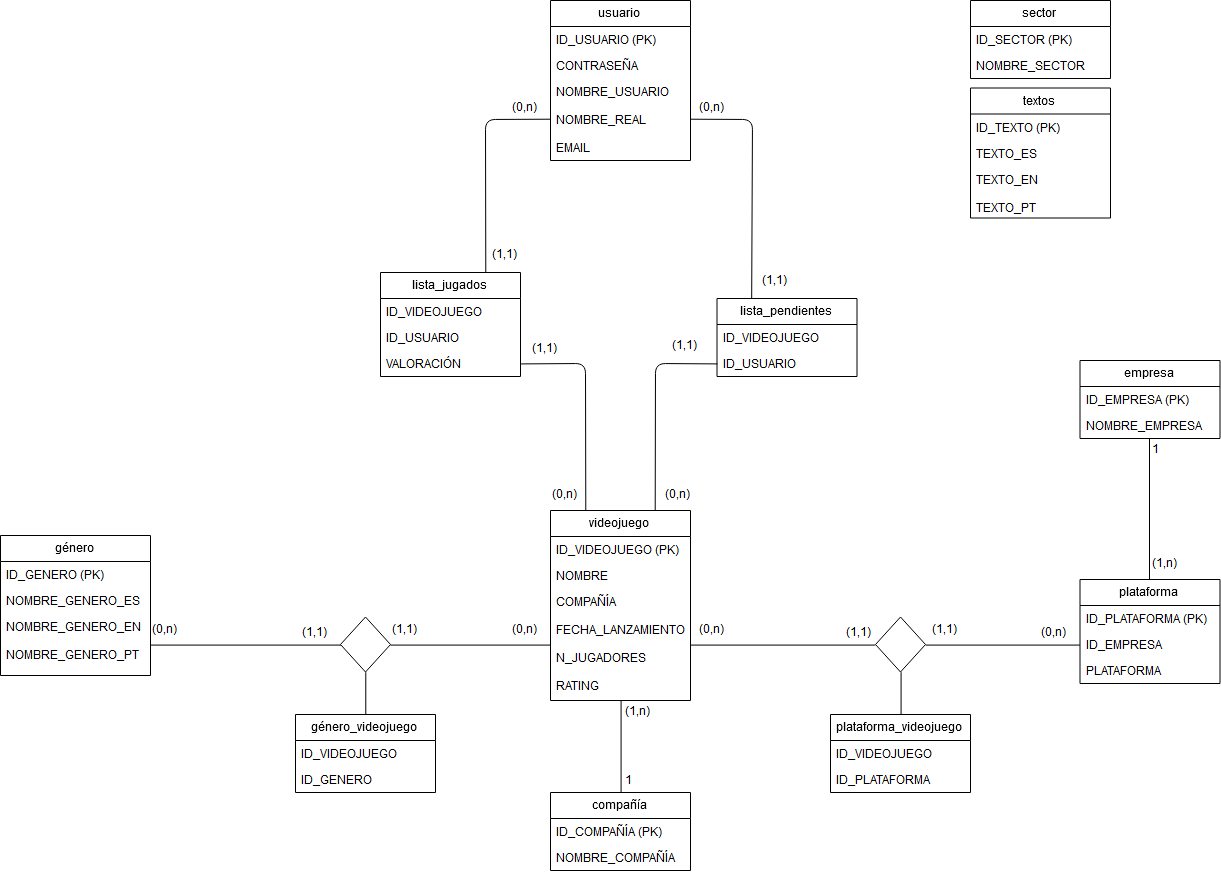 usuario
ID_USUARIO (PK)
CONTRASEÑA
NOMBRE_USUARIO
NOMBRE_REAL
EMAIL
sector
ID_SECTOR (PK)
NOMBRE_SECTOR
textos
ID_TEXTO (PK)
TEXTO_ES
TEXTO_EN
TEXTO_PT
(0,n)
(0,n)
(1,1)
(1,1)
lista_jugados
ID_VIDEOJUEGO
ID_USUARIO
VALORACIÓN
(1,1)
lista_pendientes
ID_VIDEOJUEGO
ID_USUARIO
(1,1)
empresa
ID_EMPRESA (PK)
NOMBRE_EMPRESA
1
(0,n)
(0,n)
videojuego
ID_VIDEOJUEGO (PK)
NOMBRE
COMPAÑÍA
FECHA_LANZAMIENTO
N_JUGADORES
RATING
género
ID_GENERO (PK)
NOMBRE_GENERO_ES
NOMBRE_GENERO_EN
NOMBRE_GENERO_PT
(0,n)
(1,1)
(1,1)
(0,n)
(0,n)
(1,1)
(1,1)
(0,n)
(1,n)
plataforma
ID_PLATAFORMA (PK)
ID_EMPRESA
PLATAFORMA
género_videojuego
ID_VIDEOJUEGO
ID_GENERO
(1,n)
1
compañía
ID_COMPAÑÍA (PK)
NOMBRE_COMPAÑÍA
plataforma_videojuego
ID_VIDEOJUEGO
ID_PLATAFORMA